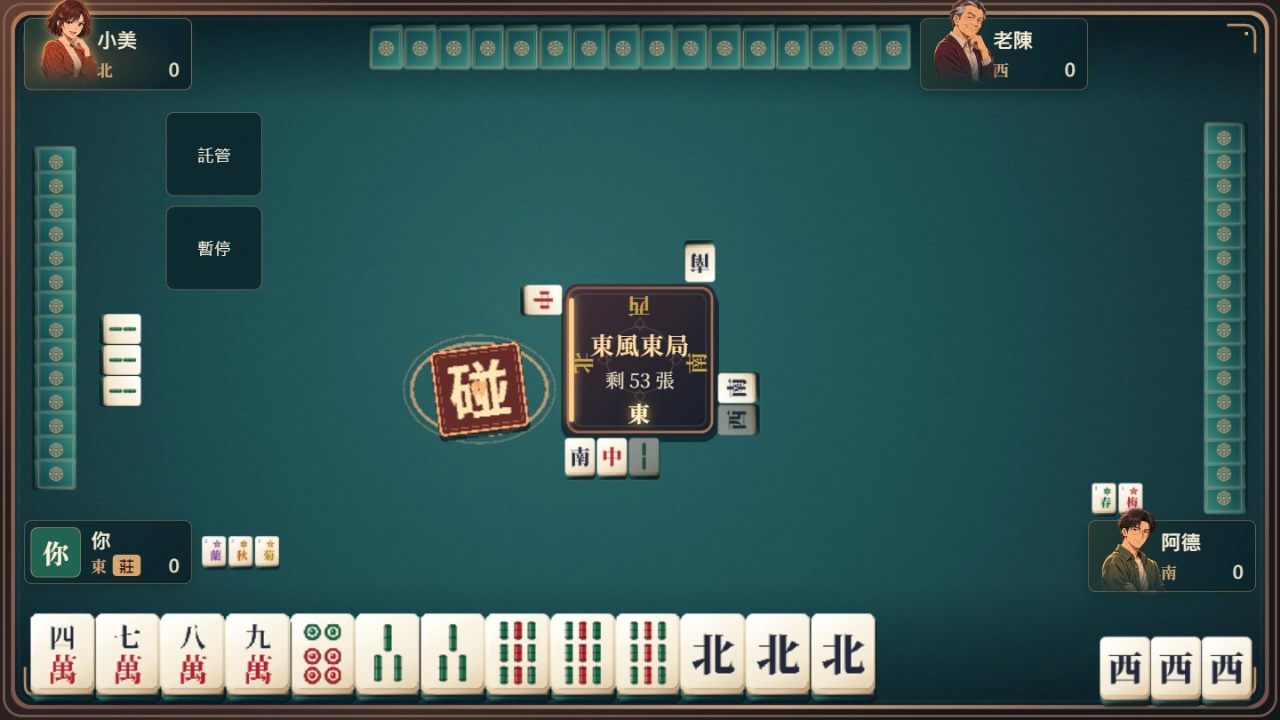 小美
北 0
老陳
西 0
託管
暫停
南
中
西
東風東局
北
南
剩 53 張
東
碰
南
西
南 中
春 梅
你
你
東 莊 0
蘭 秋 菊
阿德
南 0
四萬 七萬 八萬 九萬 北 北 北
西 西 西